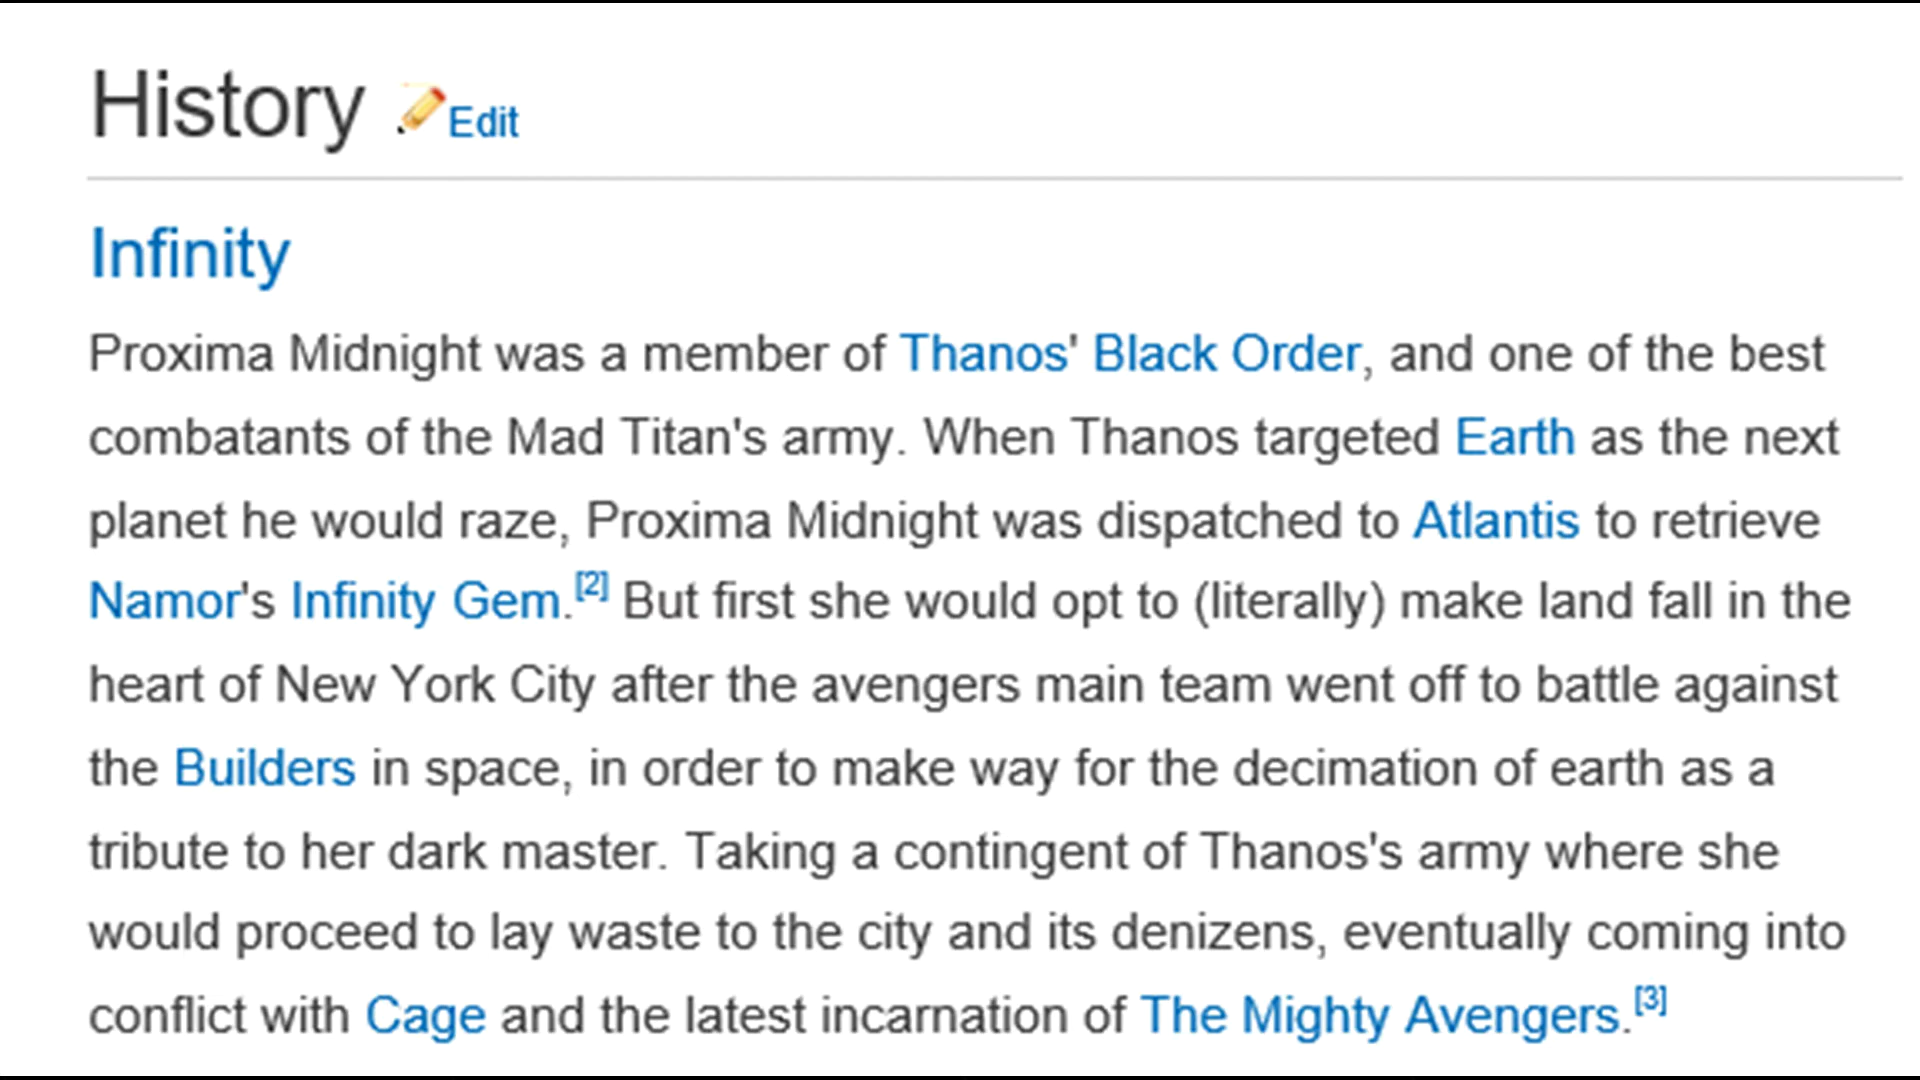 History Edit
Infinity
Proxima Midnight was a member of Thanos' Black Order, and one of the best
combatants of the Mad Titan's army. When Thanos targeted Earth as the next
planet he would raze, Proxima Midnight was dispatched to Atlantis to retrieve
Namor's Infinity Gem.[2] But first she would opt to (literally) make land fall in the
heart of New York City after the avengers main team went off to battle against
the Builders in space, in order to make way for the decimation of earth as a
tribute to her dark master. Taking a contingent of Thanos's army where she
would proceed to lay waste to the city and its denizens, eventually coming into
conflict with Cage and the latest incarnation of The Mighty Avengers.[3]